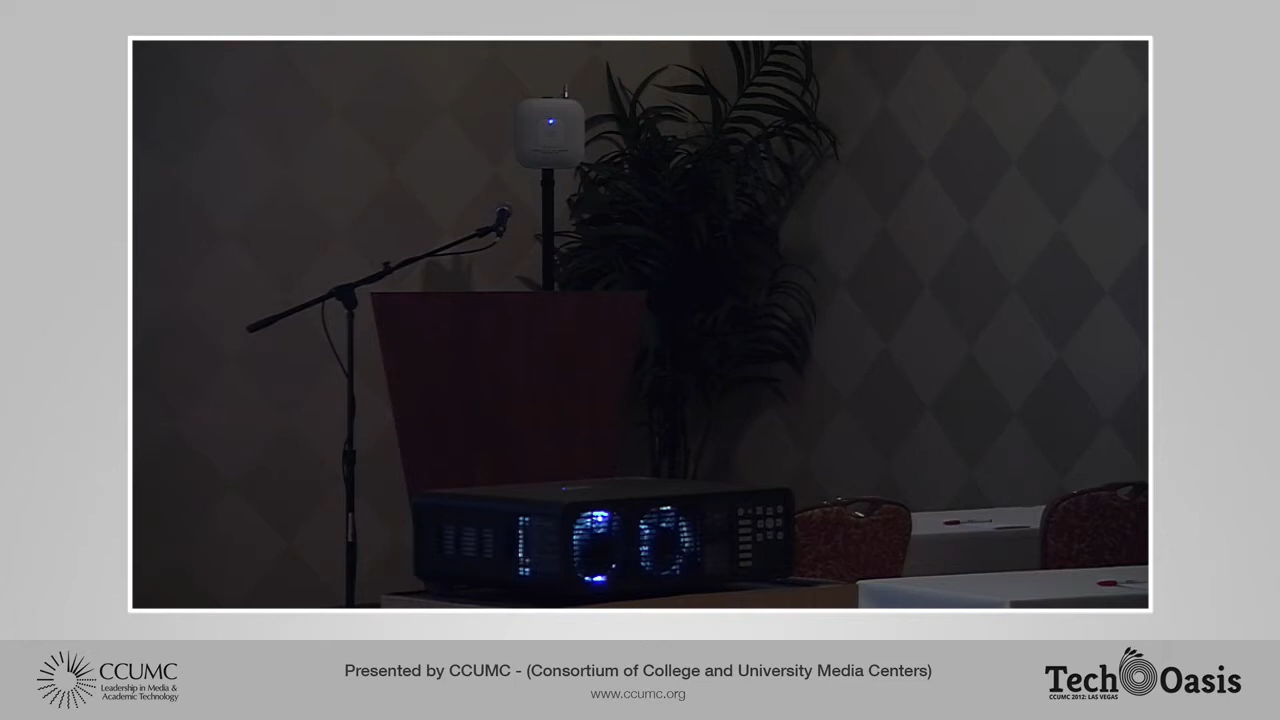 CCUMC
Leadership in Media &
Academic Technology
Presented by CCUMC - (Consortium of College and University Media Centers)
www.ccumc.org
Tech Oasis
CCUMC 2012: LAS VEGAS